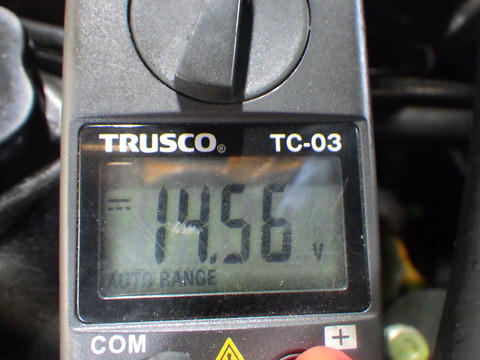 TRUSCO® TC-03
14.56 V
AUTO RANGE
COM +